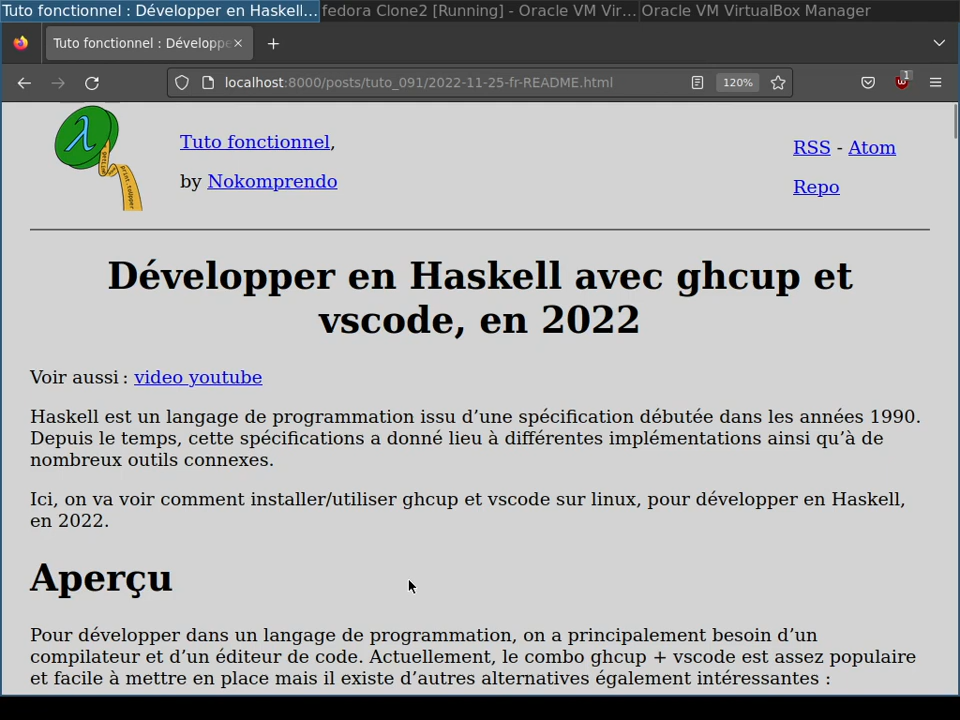 Tuto fonctionnel : Développer en Haskell... fedora Clone2 [Running] - Oracle VM Vir... Oracle VM VirtualBox Manager
Tuto fonctionnel : Développe
localhost:8000/posts/tuto_091/2022-11-25-fr-README.html 120% 1
Tuto fonctionnel,
by Nokomprendo
RSS - Atom
Repo
Développer en Haskell avec ghcup et
vscode, en 2022
Voir aussi : video youtube
Haskell est un langage de programmation issu d’une spécification débutée dans les années 1990.
Depuis le temps, cette spécifications a donné lieu à différentes implémentations ainsi qu’à de
nombreux outils connexes.
Ici, on va voir comment installer/utiliser ghcup et vscode sur linux, pour développer en Haskell,
en 2022.
Aperçu
Pour développer dans un langage de programmation, on a principalement besoin d’un
compilateur et d’un éditeur de code. Actuellement, le combo ghcup + vscode est assez populaire
et facile à mettre en place mais il existe d’autres alternatives également intéressantes :